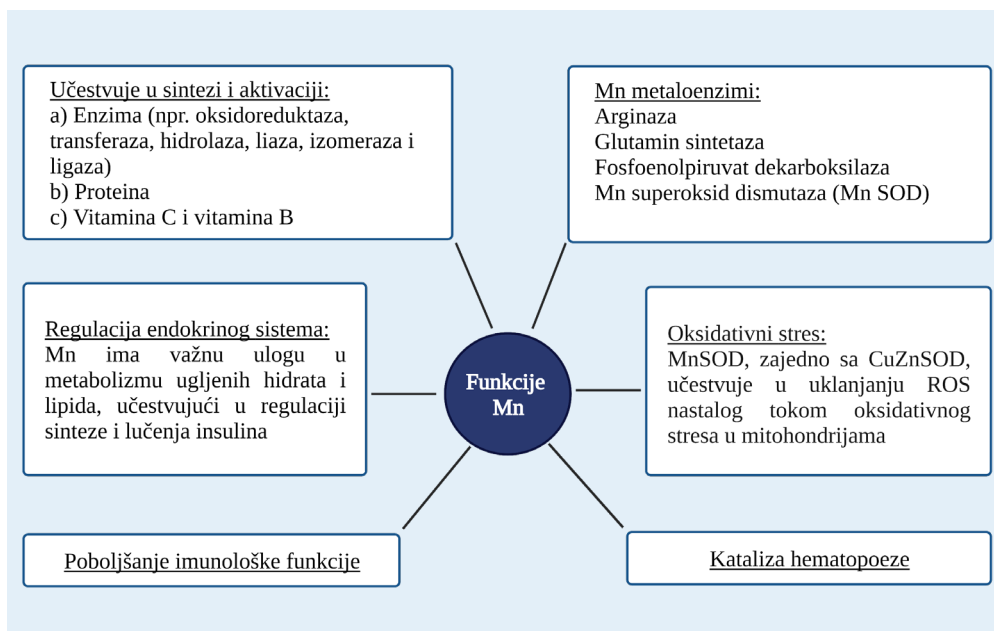 Učestvuje u sintezi i aktivaciji:
a) Enzima (npr. oksidoreduktaza,
transferaza, hidrolaza, liaza, izomeraza i
ligaza)
b) Proteina
c) Vitamina C i vitamina B
Mn metaloenzimi:
Arginaza
Glutamin sintetaza
Fosfoenolpiruvat dekarboksilaza
Mn superoksid dismutaza (Mn SOD)
Regulacija endokrinog sistema:
Mn ima važnu ulogu u
metabolizmu ugljenih hidrata i
lipida, učestvujući u regulaciji
sinteze i lučenja insulina
Funkcije
Mn
Oksidativni stres:
MnSOD, zajedno sa CuZnSOD,
učestvuje u uklanjanju ROS
nastalog tokom oksidativnog
stresa u mitohondrijama
Poboljšanje imunološke funkcije
Kataliza hematopoeze